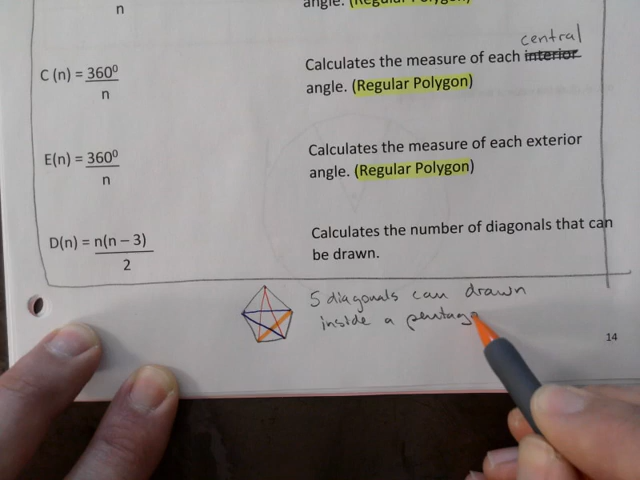 angle. (Regular Polygon)
n
central
C (n) = 360⁰
n
Calculates the measure of each interior
angle. (Regular Polygon)
E(n) = 360⁰
n
Calculates the measure of each exterior
angle. (Regular Polygon)
D(n) = n(n – 3)
2
Calculates the number of diagonals that can
be drawn.
5 diagonals can drawn
inside a pentago
14